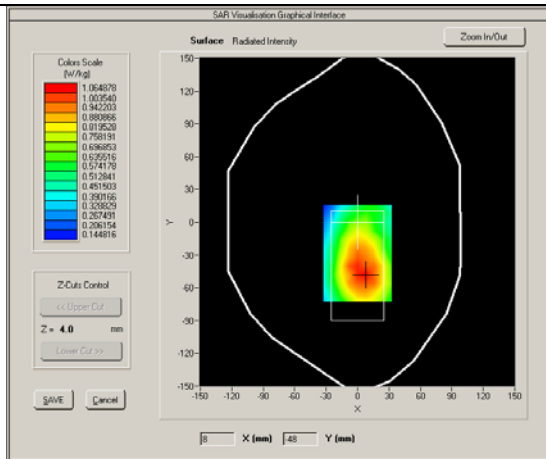 SAR Visualisation Graphical Interface
Surface Radiated Intensity
Zoom In/Out
Colors Scale
(W/kg)
1.064878
1.003540
0.942203
0.880866
0.819528
0.758191
0.696853
0.635516
0.574178
0.512841
0.451503
0.390166
0.328829
0.267491
0.206154
0.144816
Z-Cuts Control
<< Upper Cut
Z = 4.0 mm
Lower Cut >>
SAVE Cancel
150-
120-
90-
60-
30-
0-
-30-
-60-
-90-
-120-
-150-
Y
-150 -120 -90 -60 -30 0 30 60 90 120 150
X
8 X (mm) -48 Y (mm)